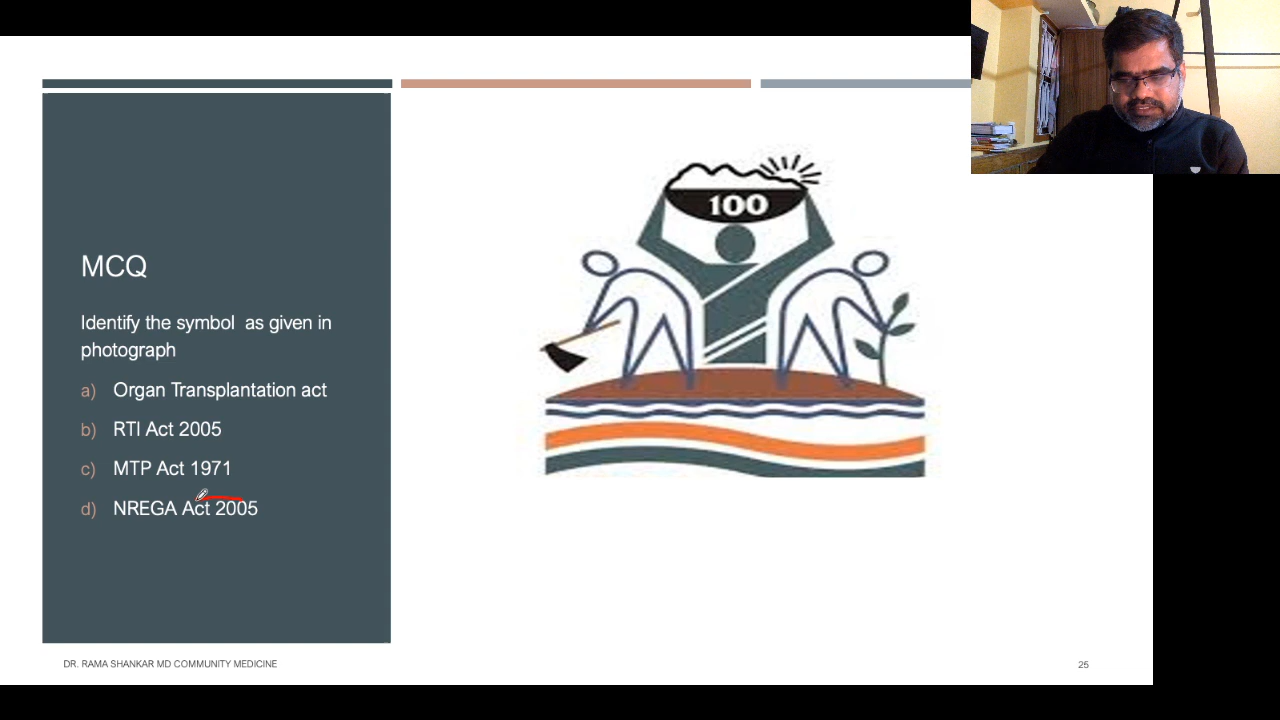 100
MCQ
Identify the symbol as given in
photograph
a) Organ Transplantation act
b) RTI Act 2005
c) MTP Act 1971
d) NREGA Act 2005
DR. RAMA SHANKAR MD COMMUNITY MEDICINE
25